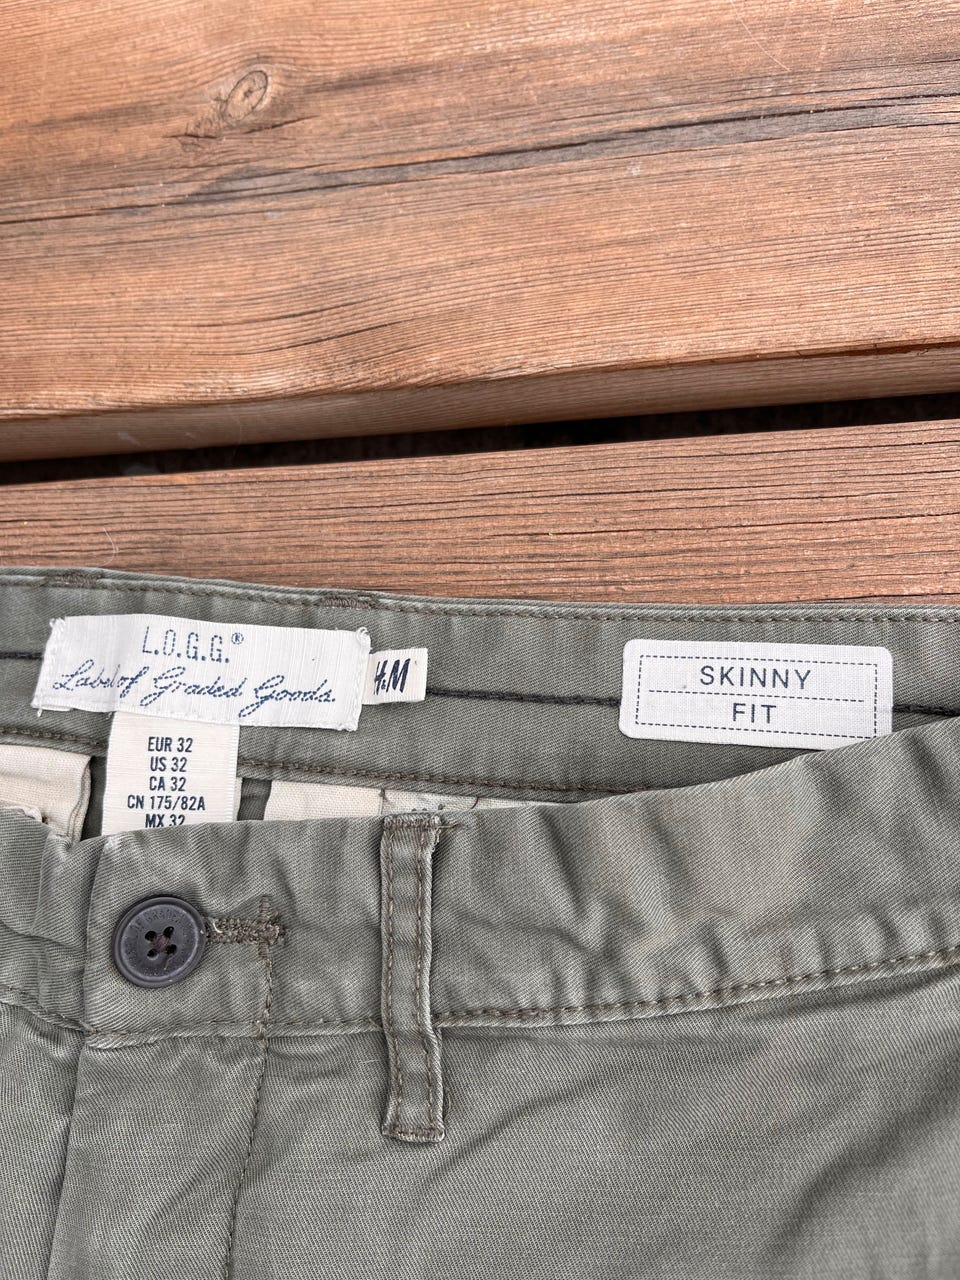 L.O.G.G.®
Label of Graded Goods.
H&M
EUR 32
US 32
CA 32
CN 175/82A
MX 32
SKINNY
FIT